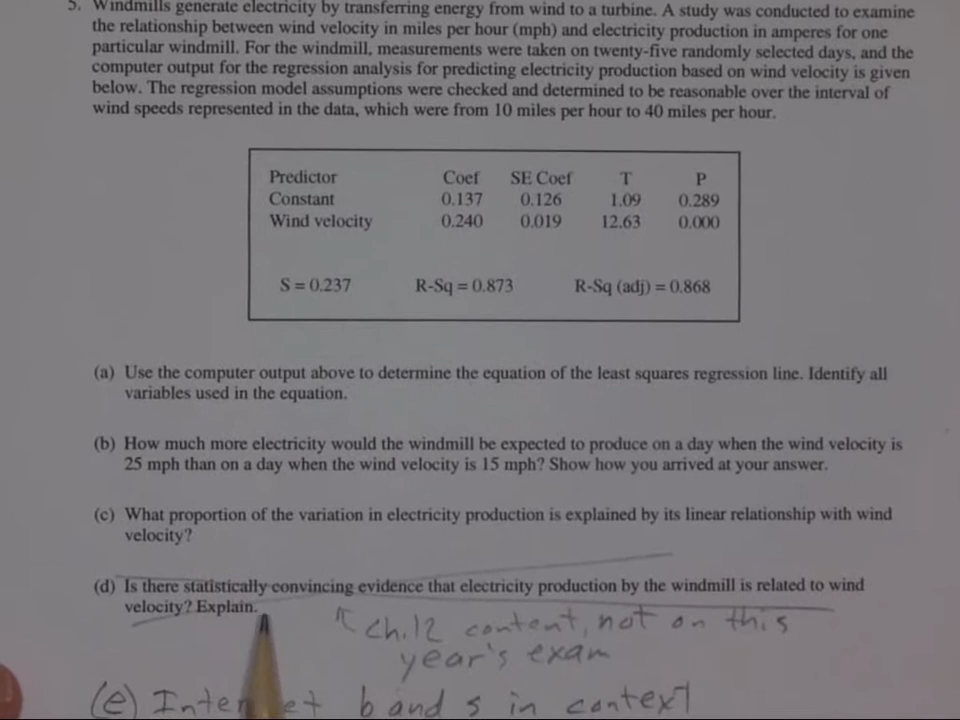 5. Windmills generate electricity by transferring energy from wind to a turbine. A study was conducted to examine
the relationship between wind velocity in miles per hour (mph) and electricity production in amperes for one
particular windmill. For the windmill, measurements were taken on twenty-five randomly selected days, and the
computer output for the regression analysis for predicting electricity production based on wind velocity is given
below. The regression model assumptions were checked and determined to be reasonable over the interval of
wind speeds represented in the data, which were from 10 miles per hour to 40 miles per hour.
Predictor Coef SE Coef T P
Constant 0.137 0.126 1.09 0.289
Wind velocity 0.240 0.019 12.63 0.000
S = 0.237 R-Sq = 0.873 R-Sq (adj) = 0.868
(a) Use the computer output above to determine the equation of the least squares regression line. Identify all
variables used in the equation.
(b) How much more electricity would the windmill be expected to produce on a day when the wind velocity is
25 mph than on a day when the wind velocity is 15 mph? Show how you arrived at your answer.
(c) What proportion of the variation in electricity production is explained by its linear relationship with wind
velocity?
(d) Is there statistically convincing evidence that electricity production by the windmill is related to wind
velocity? Explain.
Ch.12 content, not on this
year's exam
(e) b and s in context